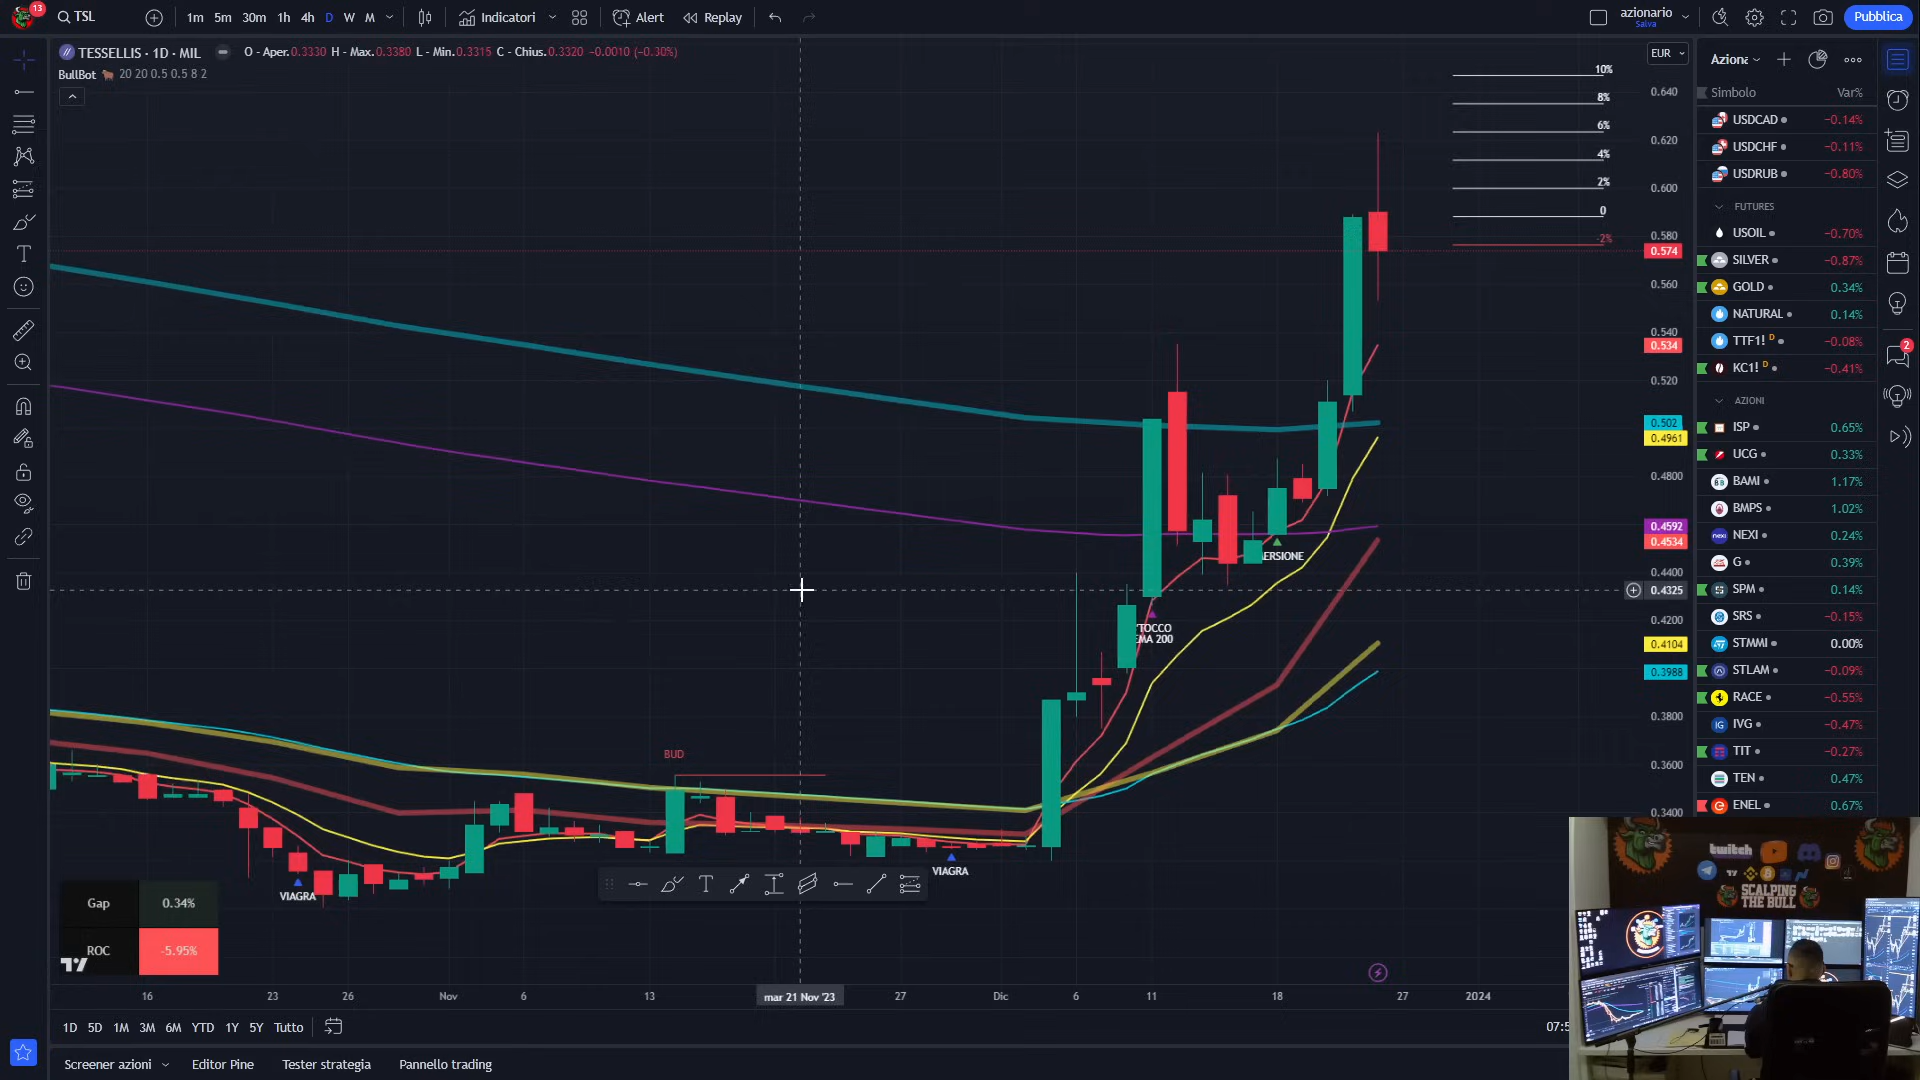 13
TSL
1m 5m 30m 1h 4h D W M
Indicatori
Alert
Replay
azionario
Salva
Pubblica
TESSELLIS · 1D · MIL
O - Aper.0.3330 H - Max.0.3380 L - Min.0.3315 C - Chius.0.3320 −0.0010 (−0.30%)
BullBot 20 20 0.5 0.5 8 2
EUR
10%
8%
6%
4%
2%
0
-2%
0.640
0.620
0.600
0.580
0.574
0.560
0.540
0.534
0.520
0.502
0.4961
0.4800
0.4592
0.4534
0.4400
0.4325
0.4200
0.4104
0.3988
0.3800
0.3600
0.3400
BUD
VIAGRA
VIAGRA
TOCCO
EMA 200
ERSIONE
Gap 0.34%
ROC -5.95%
16 23 26 Nov 6 13 mar 21 Nov '23 27 Dic 6 11 18 27 2024
1D 5D 1M 3M 6M YTD 1Y 5Y Tutto
07:5
Screener azioni Editor Pine Tester strategia Pannello trading
Aziona
Simbolo Var%
USDCAD −0.14%
USDCHF −0.11%
USDRUB −0.80%
FUTURES
USOIL −0.70%
SILVER −0.87%
GOLD 0.34%
NATURAL 0.14%
TTF1! D −0.08%
KC1! D −0.41%
AZIONI
ISP 0.65%
UCG 0.33%
BAMI 1.17%
BMPS 1.02%
NEXI 0.24%
G 0.39%
SPM 0.14%
SRS −0.15%
STMMI 0.00%
STLAM −0.09%
RACE −0.55%
IVG −0.47%
TIT −0.27%
TEN 0.47%
ENEL 0.67%
2
twitch
SCALPING
THE BULL